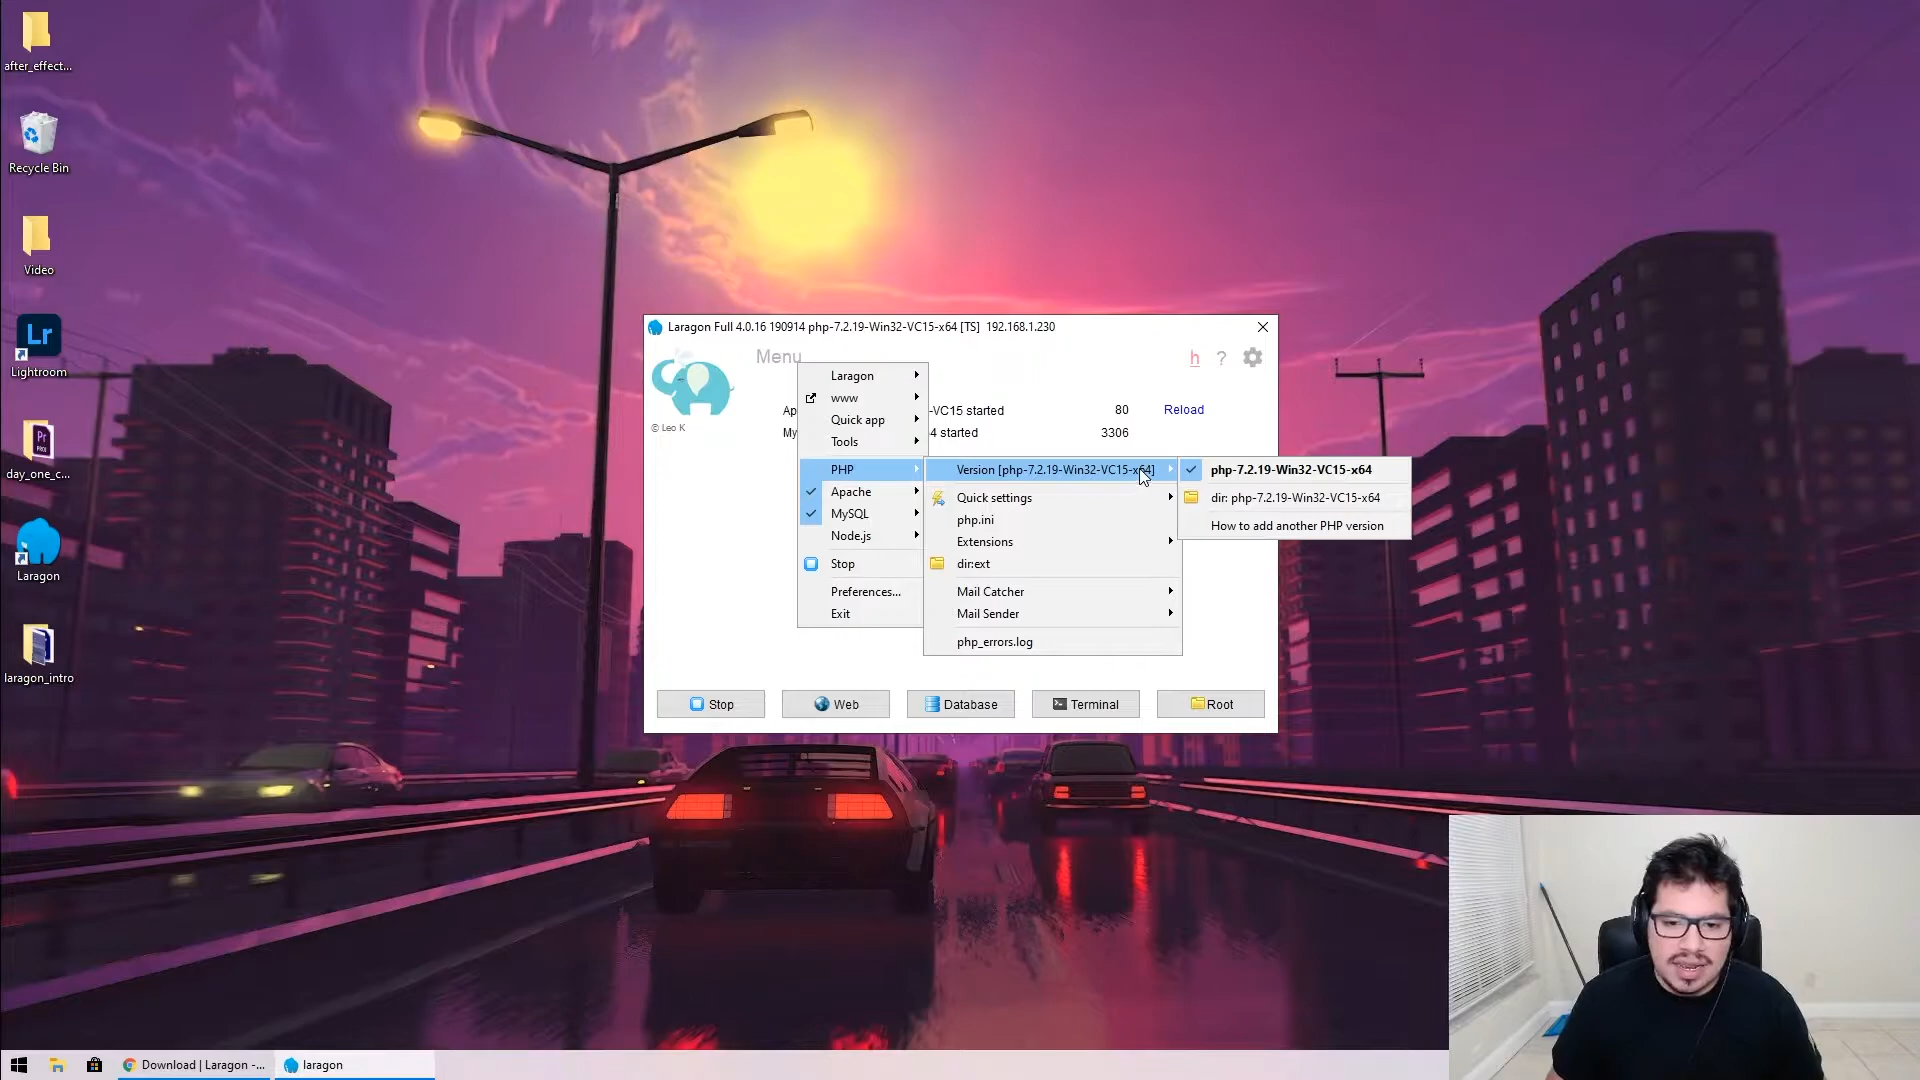 after_effect...
Recycle Bin
Video
Lr
Lightroom
Pr
day_one_c...
Laragon
laragon_intro
Laragon Full 4.0.16 190914 php-7.2.19-Win32-VC15-x64 [TS] 192.168.1.230
Menu
h ?
© Leo K
Ap
-VC15 started
80
Reload
My
4 started
3306
Laragon
www
Quick app
Tools
PHP
Apache
MySQL
Node.js
Stop
Preferences...
Exit
Version [php-7.2.19-Win32-VC15-x64]
Quick settings
php.ini
Extensions
dir:ext
Mail Catcher
Mail Sender
php_errors.log
php-7.2.19-Win32-VC15-x64
dir: php-7.2.19-Win32-VC15-x64
How to add another PHP version
Stop
Web
Database
Terminal
Root
Download | Laragon -...
laragon